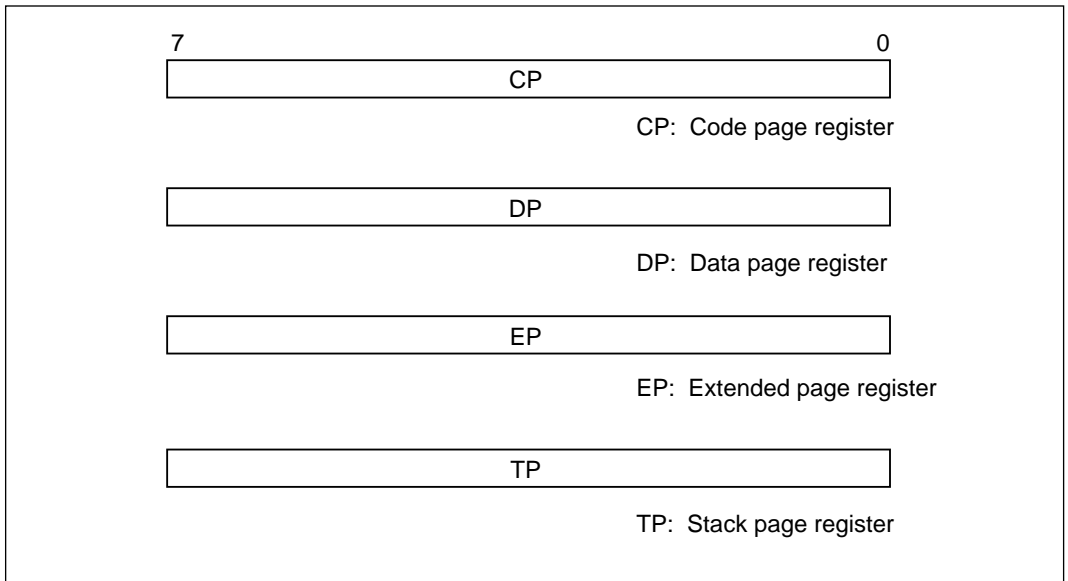 7 0
CP
CP: Code page register
DP
DP: Data page register
EP
EP: Extended page register
TP
TP: Stack page register